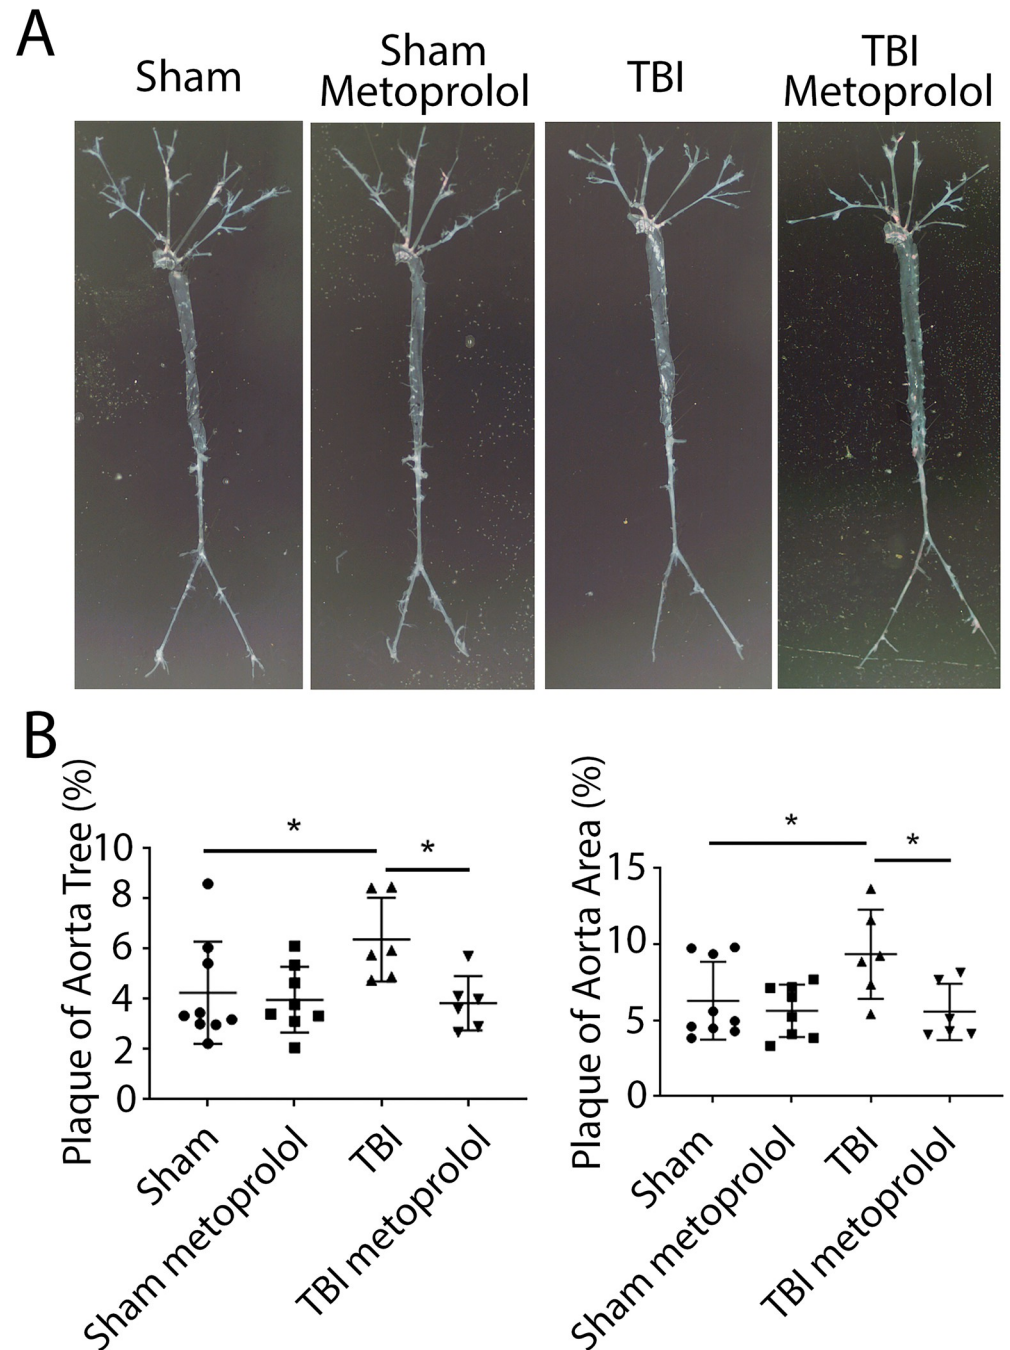 A
Sham
Sham
Metoprolol
TBI
TBI
Metoprolol
B
Plaque of Aorta Tree (%)
10
8
6
4
2
0
*
*
Sham
Sham metoprolol
TBI
TBI metoprolol
Plaque of Aorta Area (%)
15
10
5
0
*
*
Sham
Sham metoprolol
TBI
TBI metoprolol